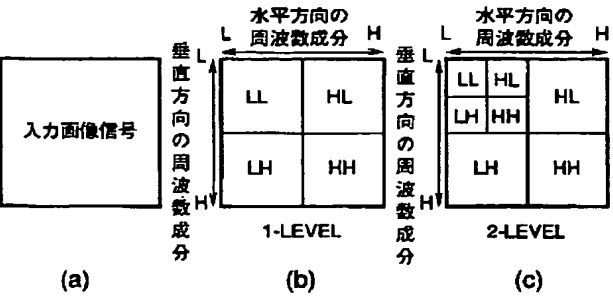 入力画像信号
(a)
水平方向の
周波数成分
L
H
垂直方向の周波数成分
L
H
LL
HL
LH
HH
1-LEVEL
(b)
水平方向の
周波数成分
L
H
垂直方向の周波数成分
L
H
LL
HL
LH
HH
HL
LH
HH
2-LEVEL
(c)